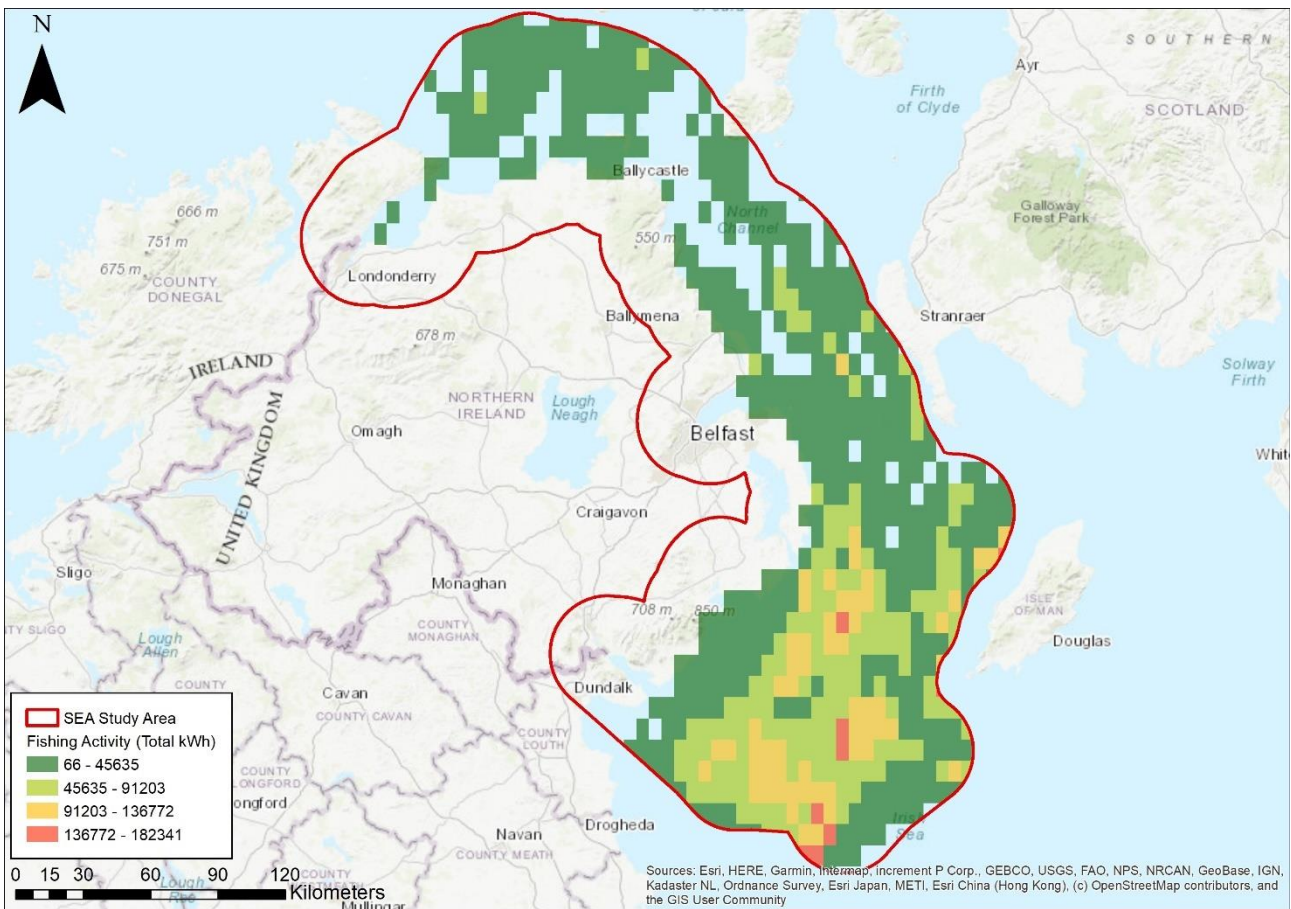 N
SOUTHERN
Ayr
Firth
of Clyde
SCOTLAND
Ballycastle
666 m
751 m
675 m
COUNTY
DONEGAL
Londonderry
North
Channel
550 m
Galloway
Forest Park
Ballymena
678 m
Stranraer
IRELAND
UNITED KINGDOM
NORTHERN
IRELAND
Lough
Neagh
Solway
Firth
Omagh
Belfast
White
Craigavon
Sligo
Monaghan
708 m
850 m
ISLE
OF MAN
Douglas
COUNTY
MONAGHAN
TY SLIGO
Lough
Allen
COUNTY
Cavan
COUNTY CAVAN
Dundalk
COUNTY
LOUTH
COUNTY
LONGFORD
ongford
Drogheda
Navan
COUNTY MEATH
Irish
Sea
Lough
Ree
Mullingar
SEA Study Area
Fishing Activity (Total kWh)
66 - 45635
45635 - 91203
91203 - 136772
136772 - 182341
0 15 30 60 90 120
Kilometers
Sources: Esri, HERE, Garmin, Intermap, increment P Corp., GEBCO, USGS, FAO, NPS, NRCAN, GeoBase, IGN,
Kadaster NL, Ordnance Survey, Esri Japan, METI, Esri China (Hong Kong), (c) OpenStreetMap contributors, and
the GIS User Community